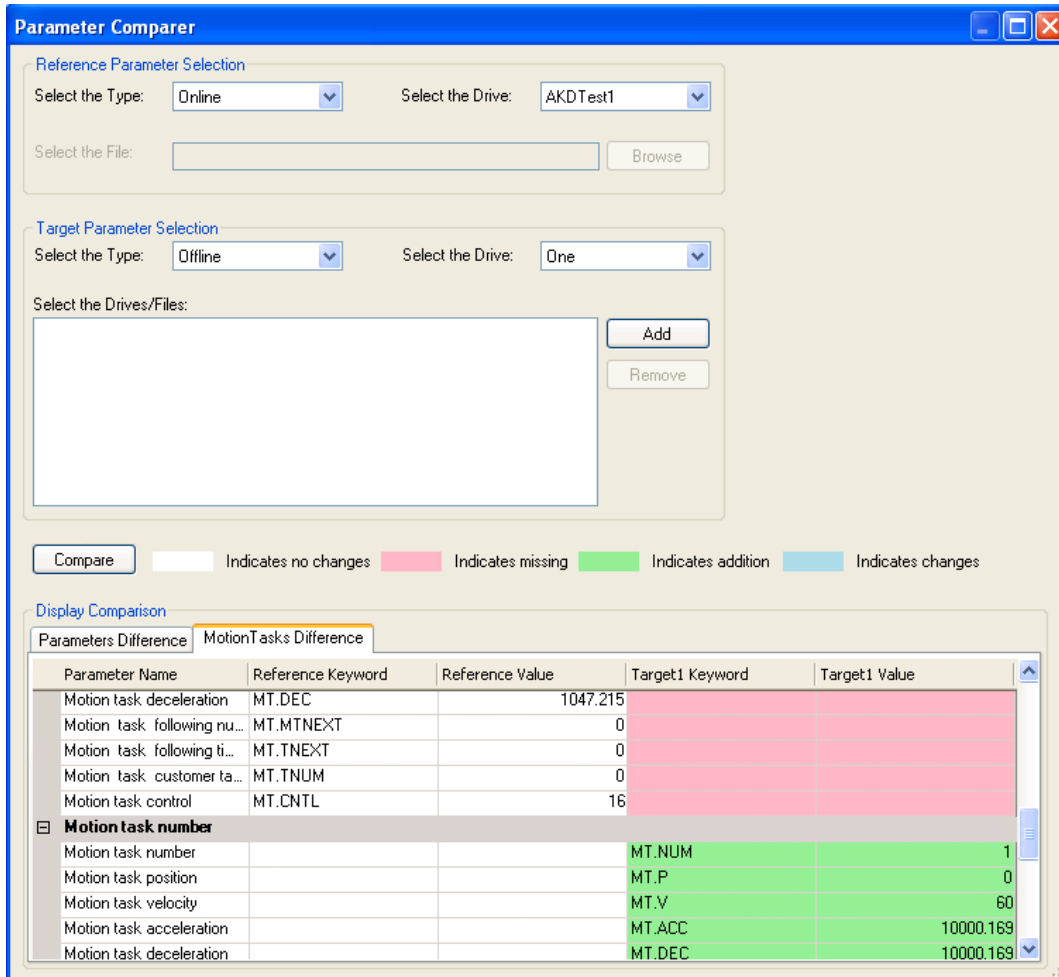 Parameter Comparer
Reference Parameter Selection
Select the Type: Online Select the Drive: AKDTest1
Select the File: Browse
Target Parameter Selection
Select the Type: Offline Select the Drive: One
Select the Drives/Files:
Add
Remove
Compare Indicates no changes Indicates missing Indicates addition Indicates changes
Display Comparison
Parameters Difference MotionTasks Difference
Parameter Name Reference Keyword Reference Value Target1 Keyword Target1 Value
Motion task deceleration MT.DEC 1047.215
Motion task following nu... MT.MTNEXT 0
Motion task following ti... MT.TNEXT 0
Motion task customer ta... MT.TNUM 0
Motion task control MT.CNTL 16
Motion task number
Motion task number MT.NUM 1
Motion task position MT.P 0
Motion task velocity MT.V 60
Motion task acceleration MT.ACC 10000.169
Motion task deceleration MT.DEC 10000.169